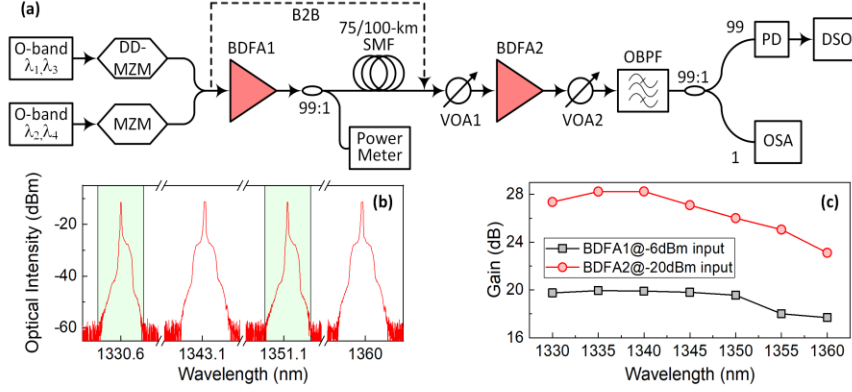 (a)
B2B
75/100-km
SMF
O-band
λ1,λ3
DD-
MZM
BDFA1
BDFA2
OBPF
99
PD
DSO
O-band
λ2,λ4
MZM
99:1
Power
Meter
VOA1
VOA2
99:1
1
OSA
(b)
Optical Intensity (dBm)
-20
-40
-60
1330.6
1343.1
1351.1
1360
Wavelength (nm)
(c)
Gain (dB)
28
24
20
16
BDFA1@-6dBm input
BDFA2@-20dBm input
1330
1335
1340
1345
1350
1355
1360
Wavelength (nm)